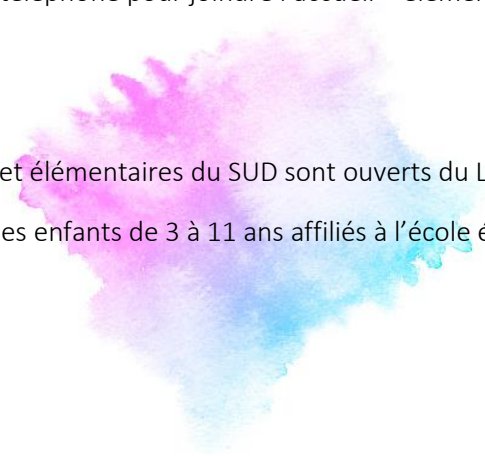 et élémentaires du SUD sont ouverts du L
es enfants de 3 à 11 ans affiliés à l’école é